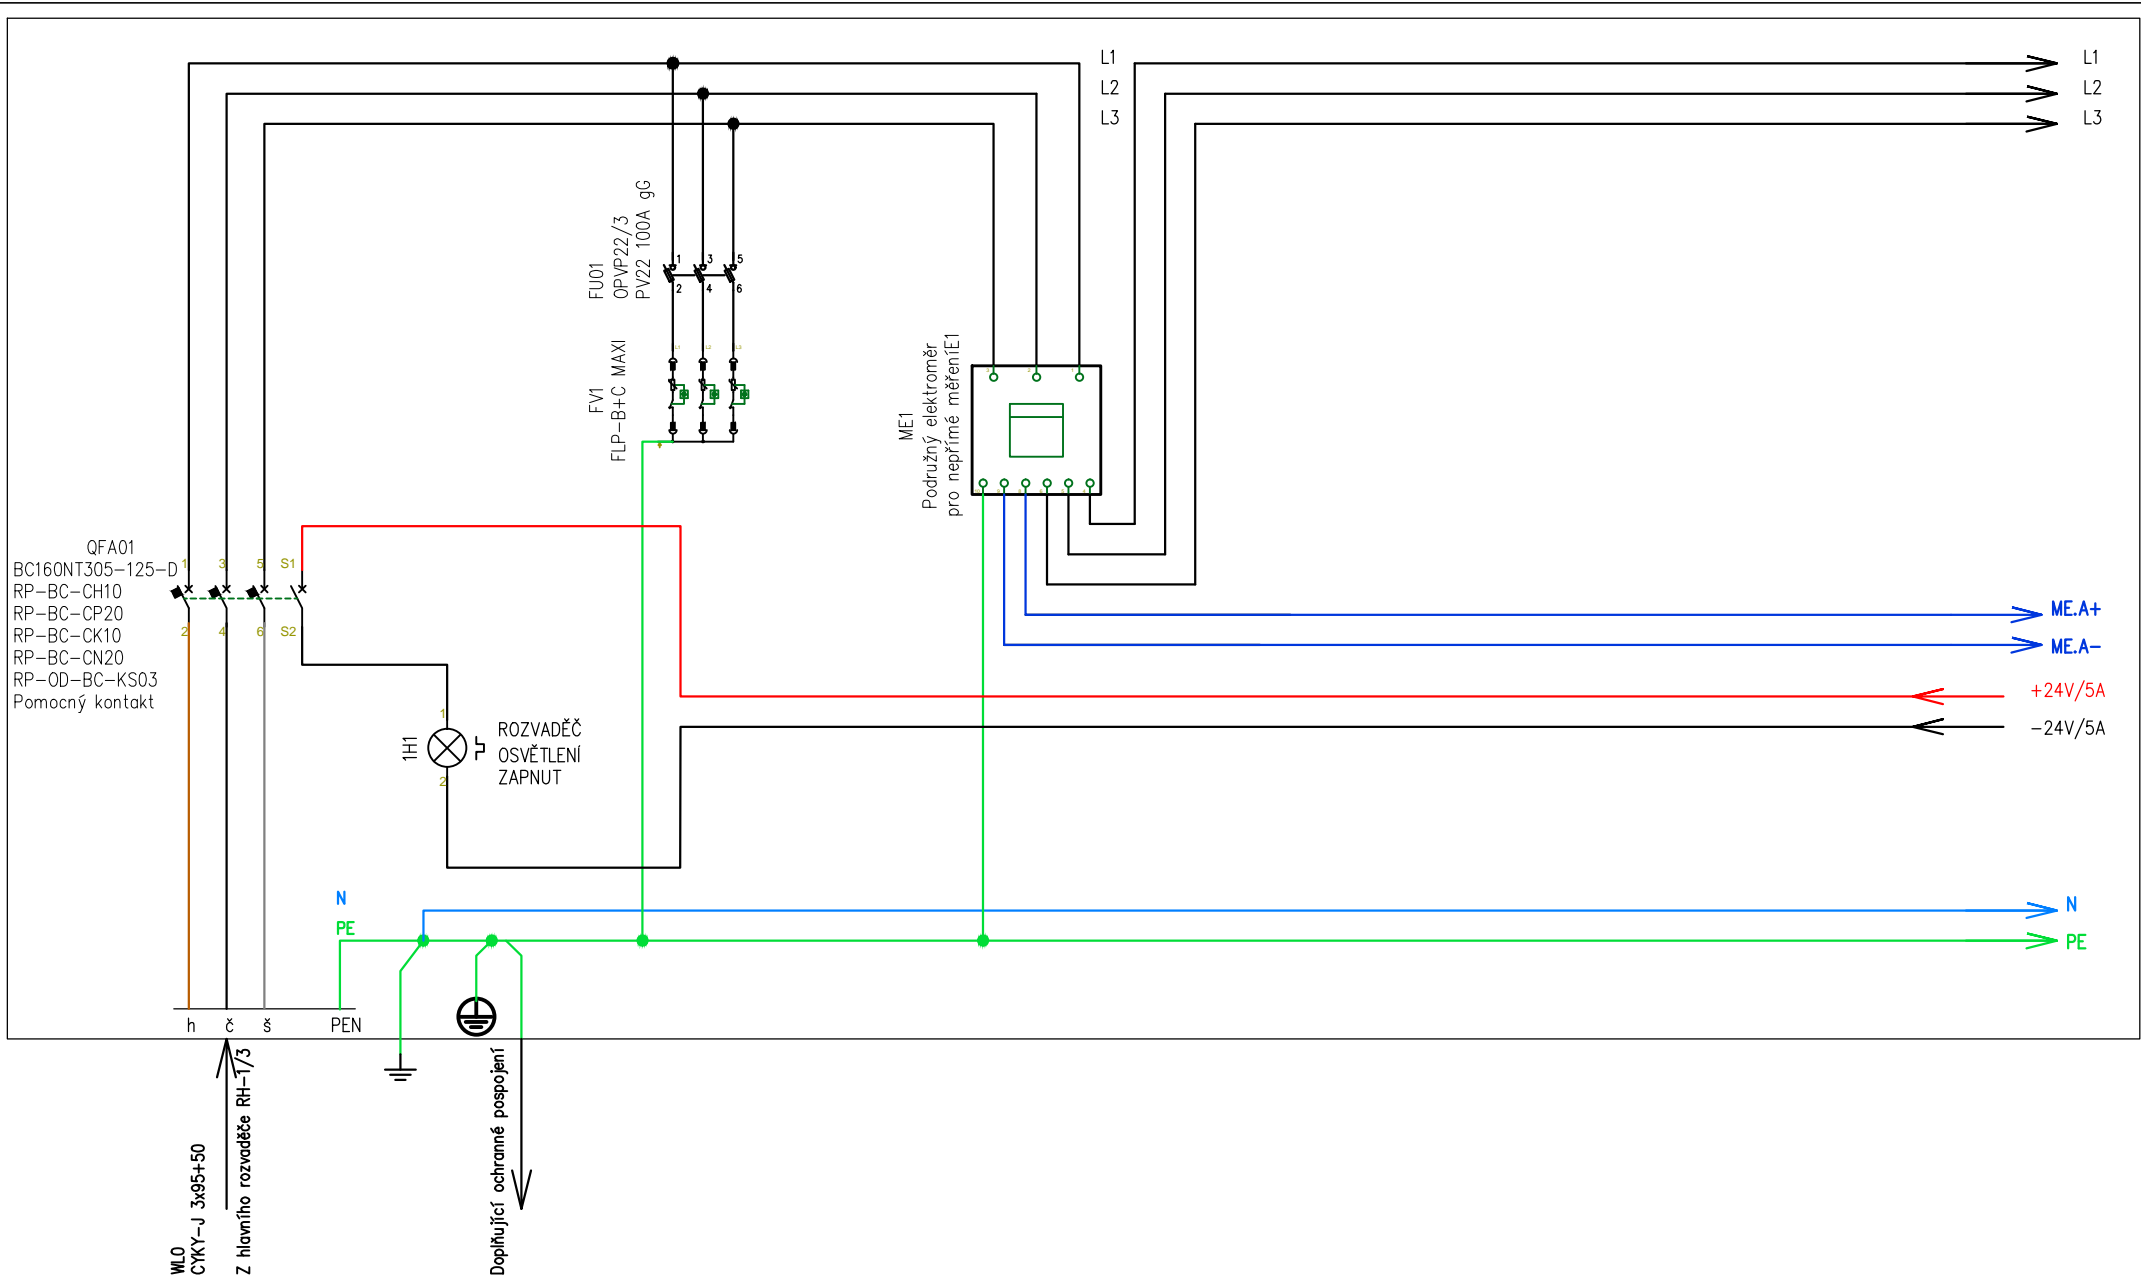 L1
L2
L3
L1
L2
L3
FU01
OPVP22/3
PV22 100A gG
1
3
5
2
4
6
FV1
FLP-B+C MAXI
L1
L2
L3
ME1
Podružný elektroměr
pro nepřímé měřeníE1
QFA01
BC160NT305-125-D
RP-BC-CH10
RP-BC-CP20
RP-BC-CK10
RP-BC-CN20
RP-OD-BC-KS03
Pomocný kontakt
1
3
5
S1
2
4
6
S2
ME.A+
ME.A-
+24V/5A
-24V/5A
1H1
1
2
ROZVADĚČ
OSVĚTLENÍ
ZAPNUT
N
PE
N
PE
h
č
š
PEN
WLO
CYKY-J 3x95+50
Z hlavního rozvaděče RH-1/3
Doplňující ochranné pospojení